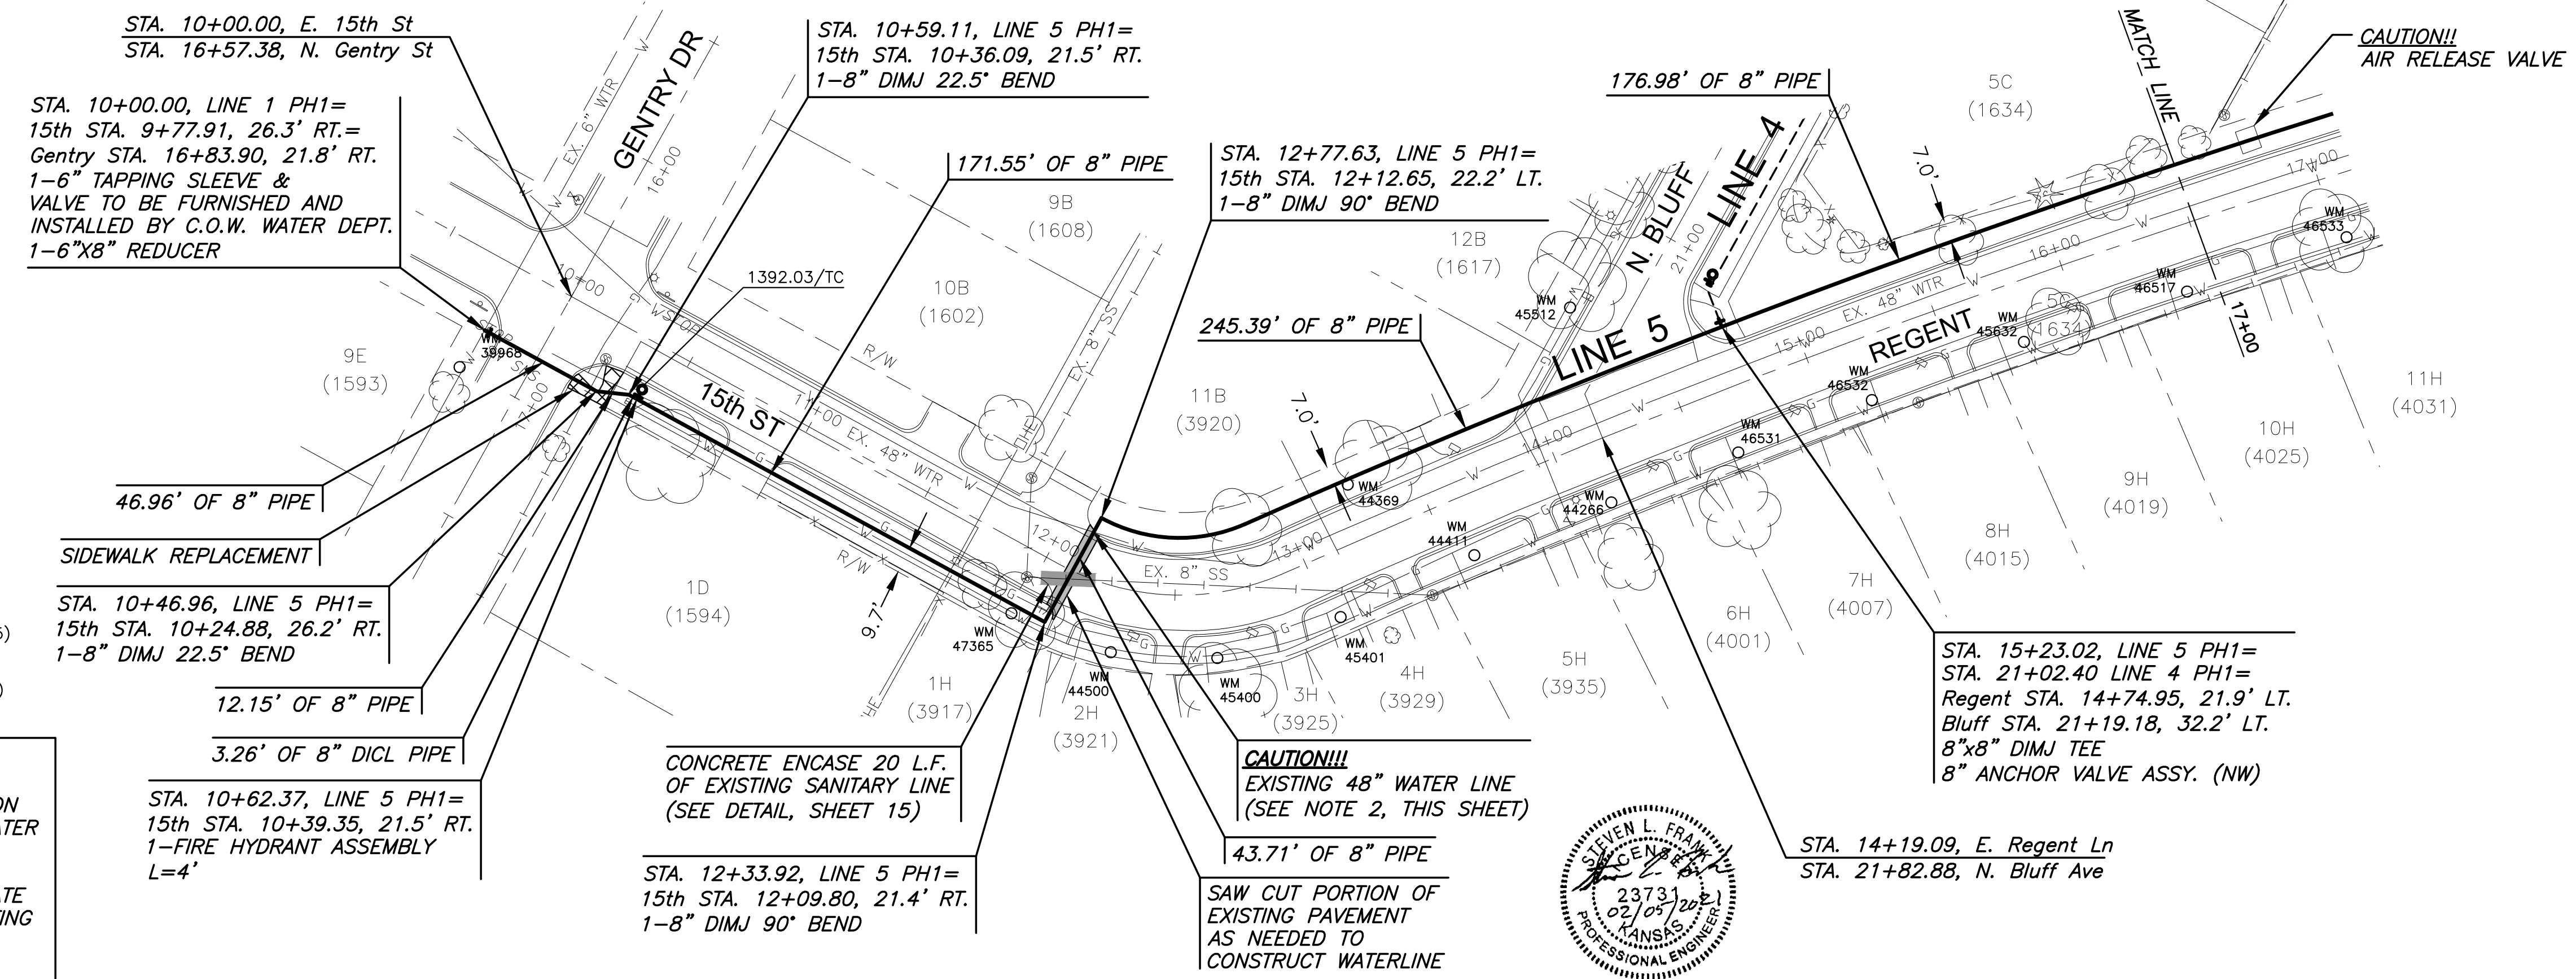 STA. 10+00.00, E. 15th St
STA. 16+57.38, N. Gentry St
STA. 10+00.00, LINE 1 PH1=
15th STA. 9+77.91, 26.3' RT.=
Gentry STA. 16+83.90, 21.8' RT.
1-6" TAPPING SLEEVE &
VALVE TO BE FURNISHED AND
INSTALLED BY C.O.W. WATER DEPT.
1-6"X8" REDUCER
STA. 10+59.11, LINE 5 PH1=
15th STA. 10+36.09, 21.5' RT.
1-8" DIMJ 22.5° BEND
171.55' OF 8" PIPE
STA. 12+77.63, LINE 5 PH1=
15th STA. 12+12.65, 22.2' LT.
1-8" DIMJ 90° BEND
176.98' OF 8" PIPE
MATCH LINE
CAUTION!!
AIR RELEASE VALVE
EX. 6" WTR
GENTRY DR
16+00
1392.03/TC
9B
(1608)
10B
(1602)
10+00
R/W
EX. 8" SS
12B
(1617)
N. BLUFF
21+00
LINE 4
5C
(1634)
7.0'
17+00
WM
46533
WM
46517
17+00
16+00
EX. 48" WTR
15+00
REGENT
5C
1634
WM
45632
WM
46532
WM
46531
WM
45512
245.39' OF 8" PIPE
LINE 5
11B
(3920)
7.0'
WM
44369
14+00
WM
44266
WM
44411
13+00
EX. 8" SS
12+00
11+00
EX. 48" WTR
15th ST
STOP
WM
39968
9E
(1593)
17+00
46.96' OF 8" PIPE
SIDEWALK REPLACEMENT
STA. 10+46.96, LINE 5 PH1=
15th STA. 10+24.88, 26.2' RT.
1-8" DIMJ 22.5° BEND
12.15' OF 8" PIPE
3.26' OF 8" DICL PIPE
STA. 10+62.37, LINE 5 PH1=
15th STA. 10+39.35, 21.5' RT.
1-FIRE HYDRANT ASSEMBLY
L=4'
1D
(1594)
R/W
9.7'
WM
47365
WM
44500
WM
45400
WM
45401
1H
(3917)
2H
(3921)
3H
(3925)
4H
(3929)
5H
(3935)
6H
(4001)
7H
(4007)
8H
(4015)
9H
(4019)
10H
(4025)
11H
(4031)
CONCRETE ENCASE 20 L.F.
OF EXISTING SANITARY LINE
(SEE DETAIL, SHEET 15)
STA. 12+33.92, LINE 5 PH1=
15th STA. 12+09.80, 21.4' RT.
1-8" DIMJ 90° BEND
CAUTION!!!
EXISTING 48" WATER LINE
(SEE NOTE 2, THIS SHEET)
43.71' OF 8" PIPE
SAW CUT PORTION OF
EXISTING PAVEMENT
AS NEEDED TO
CONSTRUCT WATERLINE
STA. 15+23.02, LINE 5 PH1=
STA. 21+02.40 LINE 4 PH1=
Regent STA. 14+74.95, 21.9' LT.
Bluff STA. 21+19.18, 32.2' LT.
8"x8" DIMJ TEE
8" ANCHOR VALVE ASSY. (NW)
STA. 14+19.09, E. Regent Ln
STA. 21+82.88, N. Bluff Ave
STEVEN L. FRANK
LICENSED
23731
02/05/2021
KANSAS
PROFESSIONAL ENGINEER